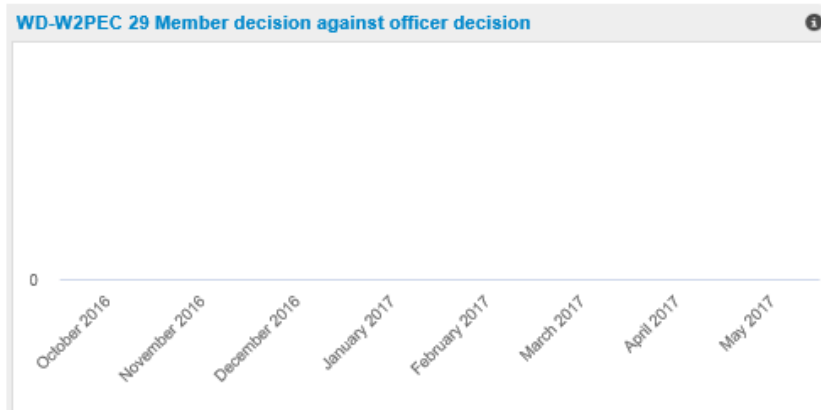 WD-W2PEC 29 Member decision against officer decision
0
October 2016
November 2016
December 2016
January 2017
February 2017
March 2017
April 2017
May 2017